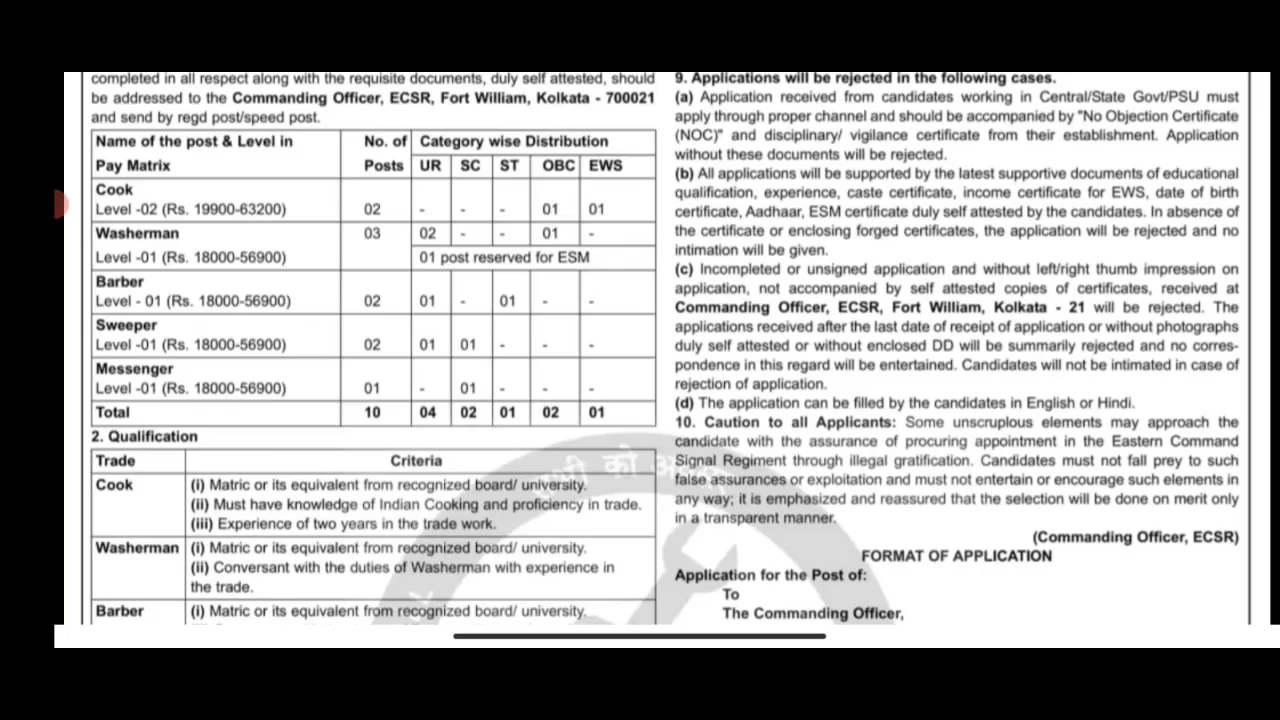 completed in all respect along with the requisite documents, duly self attested, should
be addressed to the Commanding Officer, ECSR, Fort William, Kolkata - 700021
and send by regd post/speed post.
Name of the post & Level in Pay Matrix No. of Posts Category wise Distribution
UR SC ST OBC EWS
Cook
Level -02 (Rs. 19900-63200) 02 - - - 01 01
Washerman 03 02 - - 01 -
Level -01 (Rs. 18000-56900) 01 post reserved for ESM
Barber
Level - 01 (Rs. 18000-56900) 02 01 - 01 - -
Sweeper
Level -01 (Rs. 18000-56900) 02 01 01 - - -
Messenger
Level -01 (Rs. 18000-56900) 01 - 01 - - -
Total 10 04 02 01 02 01
2. Qualification
Trade Criteria
Cook (i) Matric or its equivalent from recognized board/ university.
(ii) Must have knowledge of Indian Cooking and proficiency in trade.
(iii) Experience of two years in the trade work.
Washerman (i) Matric or its equivalent from recognized board/ university.
(ii) Conversant with the duties of Washerman with experience in
the trade.
Barber (i) Matric or its equivalent from recognized board/ university.
9. Applications will be rejected in the following cases.
(a) Application received from candidates working in Central/State Govt/PSU must
apply through proper channel and should be accompanied by "No Objection Certificate
(NOC)" and disciplinary/ vigilance certificate from their establishment. Application
without these documents will be rejected.
(b) All applications will be supported by the latest supportive documents of educational
qualification, experience, caste certificate, income certificate for EWS, date of birth
certificate, Aadhaar, ESM certificate duly self attested by the candidates. In absence of
the certificate or enclosing forged certificates, the application will be rejected and no
intimation will be given.
(c) Incompleted or unsigned application and without left/right thumb impression on
application, not accompanied by self attested copies of certificates, received at
Commanding Officer, ECSR, Fort William, Kolkata - 21 will be rejected. The
applications received after the last date of receipt of application or without photographs
duly self attested or without enclosed DD will be summarily rejected and no corres-
pondence in this regard will be entertained. Candidates will not be intimated in case of
rejection of application.
(d) The application can be filled by the candidates in English or Hindi.
10. Caution to all Applicants: Some unscruplous elements may approach the
candidate with the assurance of procuring appointment in the Eastern Command
Signal Regiment through illegal gratification. Candidates must not fall prey to such
false assurances or exploitation and must not entertain or encourage such elements in
any way; it is emphasized and reassured that the selection will be done on merit only
in a transparent manner.
(Commanding Officer, ECSR)
FORMAT OF APPLICATION
Application for the Post of:
To
The Commanding Officer,